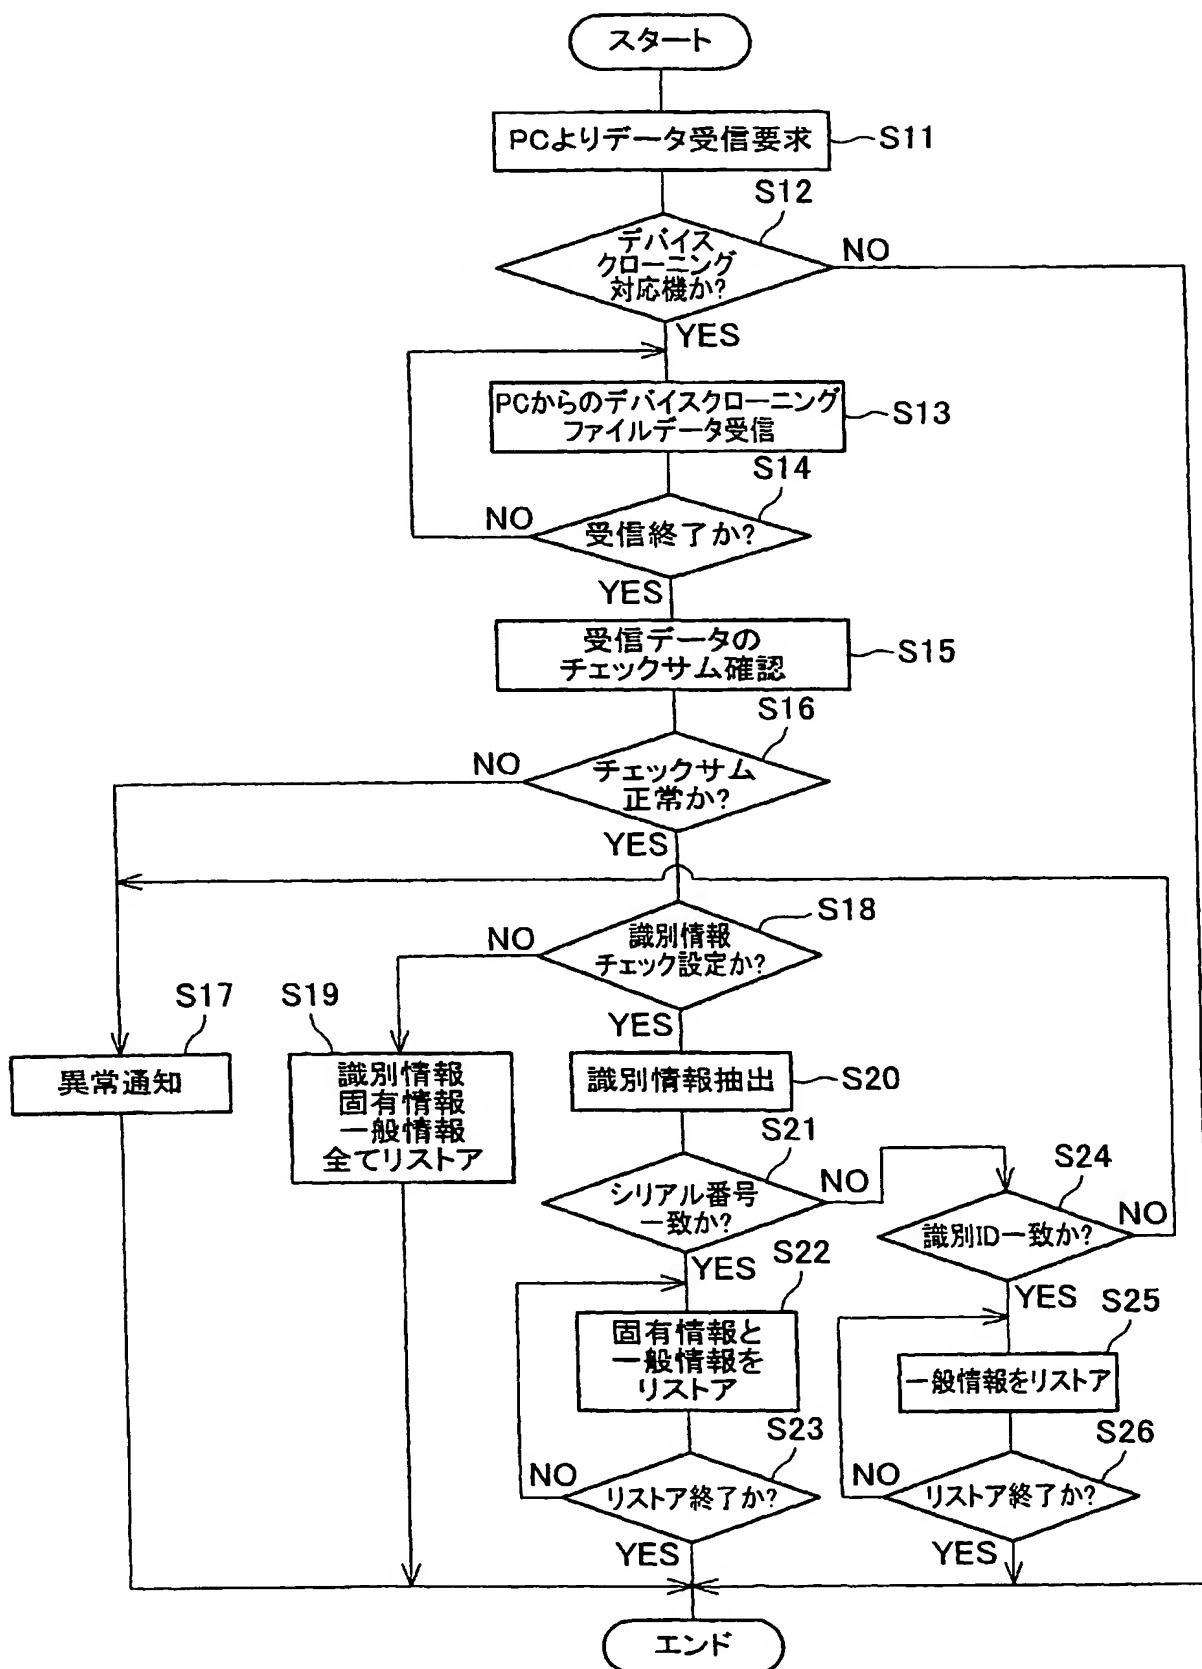 スタート
PCよりデータ受信要求
S11
S12
デバイス
クローニング
対応機か?
NO
YES
PCからのデバイスクローニング
ファイルデータ受信
S13
S14
受信終了か?
NO
YES
受信データの
チェックサム確認
S15
S16
チェックサム
正常か?
NO
YES
S18
識別情報
チェック設定か?
NO
YES
S17
異常通知
S19
識別情報
固有情報
一般情報
全てリストア
識別情報抽出
S20
S21
シリアル番号
一致か?
NO
YES
S24
識別ID一致か?
NO
YES
S22
固有情報と
一般情報を
リストア
S25
一般情報をリストア
S23
リストア終了か?
NO
YES
S26
リストア終了か?
NO
YES
エンド